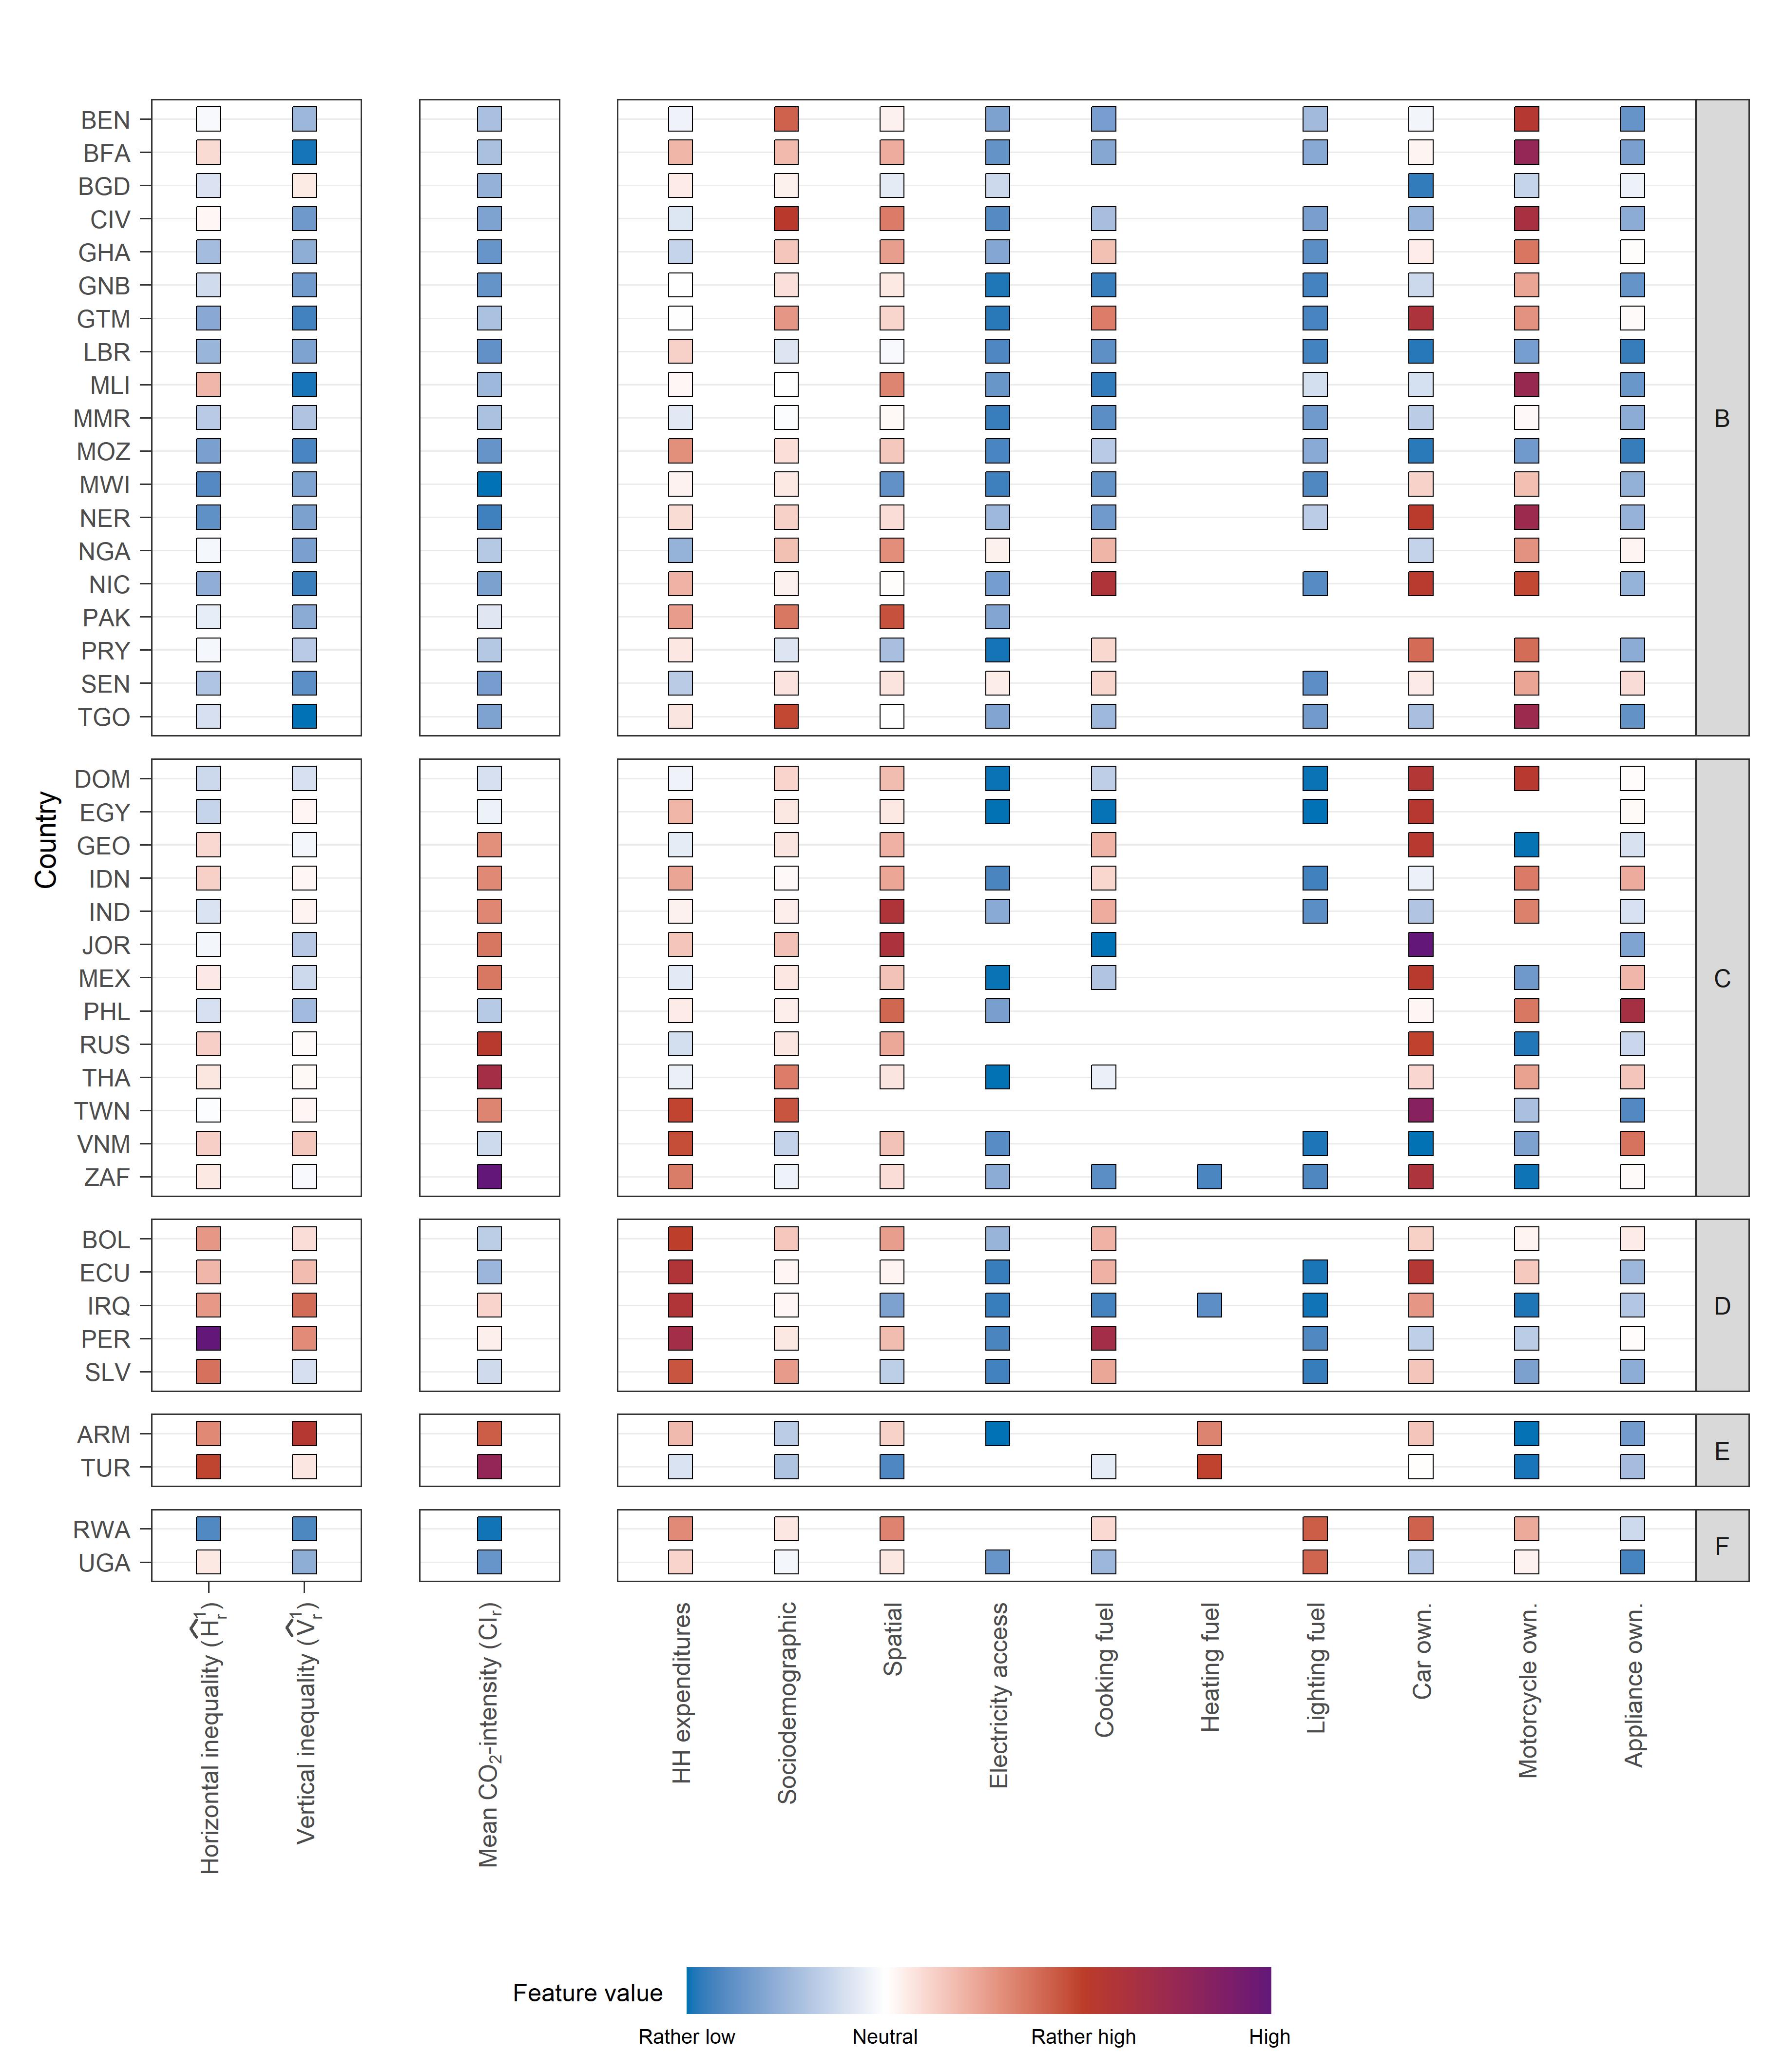 Country
BEN
BFA
BGD
CIV
GHA
GNB
GTM
LBR
MLI
MMR
MOZ
MWI
NER
NGA
NIC
PAK
PRY
SEN
TGO
B
DOM
EGY
GEO
IDN
IND
JOR
MEX
PHL
RUS
THA
TWN
VNM
ZAF
C
BOL
ECU
IRQ
PER
SLV
D
ARM
TUR
E
RWA
UGA
F
Horizontal inequality (Ĥ¹ᵣ)
Vertical inequality (V̂¹ᵣ)
Mean CO₂-intensity (CIᵣ)
HH expenditures
Sociodemographic
Spatial
Electricity access
Cooking fuel
Heating fuel
Lighting fuel
Car own.
Motorcycle own.
Appliance own.
Feature value
Rather low Neutral Rather high High